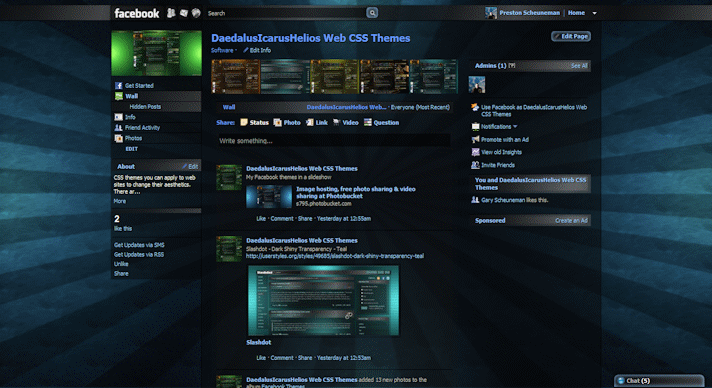 facebook
Search
Preston Scheuneman
Home
DaedalusIcarusHelios Web CSS Themes
Software ·
Edit Info
Edit Page
Get Started
Wall
Hidden Posts
Info
Friend Activity
Photos
EDIT
About
Edit
CSS themes you can apply to web
sites to change their aesthetics.
There ar...
More
2
like this
Get Updates via SMS
Get Updates via RSS
Unlike
Share
Wall
DaedalusIcarusHelios Web... · Everyone (Most Recent)
Share:
Status
Photo
Link
Video
Question
Write something...
DaedalusIcarusHelios Web CSS Themes
My Facebook themes in a slideshow
Image hosting, free photo sharing & video
sharing at Photobucket
s795.photobucket.com
Like · Comment · Share · Yesterday at 12:55am
DaedalusIcarusHelios Web CSS Themes
Slashdot - Dark Shiny Transparency - Teal
http://userstyles.org/styles/49685/slashdot-dark-shiny-transparency-teal
Slashdot
Like · Comment · Share · Yesterday at 12:53am
DaedalusIcarusHelios Web CSS Themes added 13 new photos to the
album Facebook Themes
Admins (1) [?]
See All
Use Facebook as DaedalusIcarusHelios Web
CSS Themes
Notifications
Promote with an Ad
View old Insights
Invite Friends
You and DaedalusIcarusHelios Web CSS
Themes
Gary Scheuneman likes this.
Sponsored
Create an Ad
Chat (5)